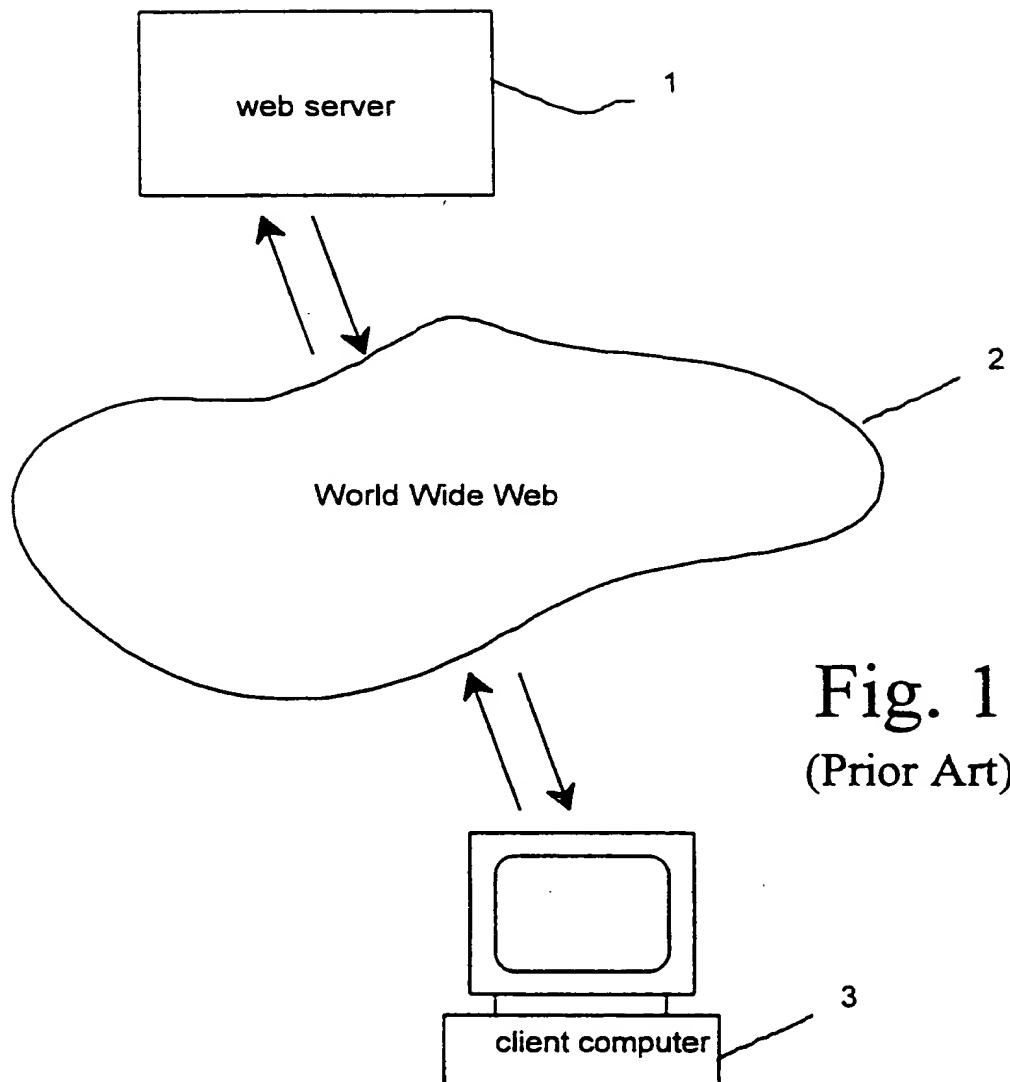 1
web server
2
World Wide Web
Fig. 1
(Prior Art)
3
client computer